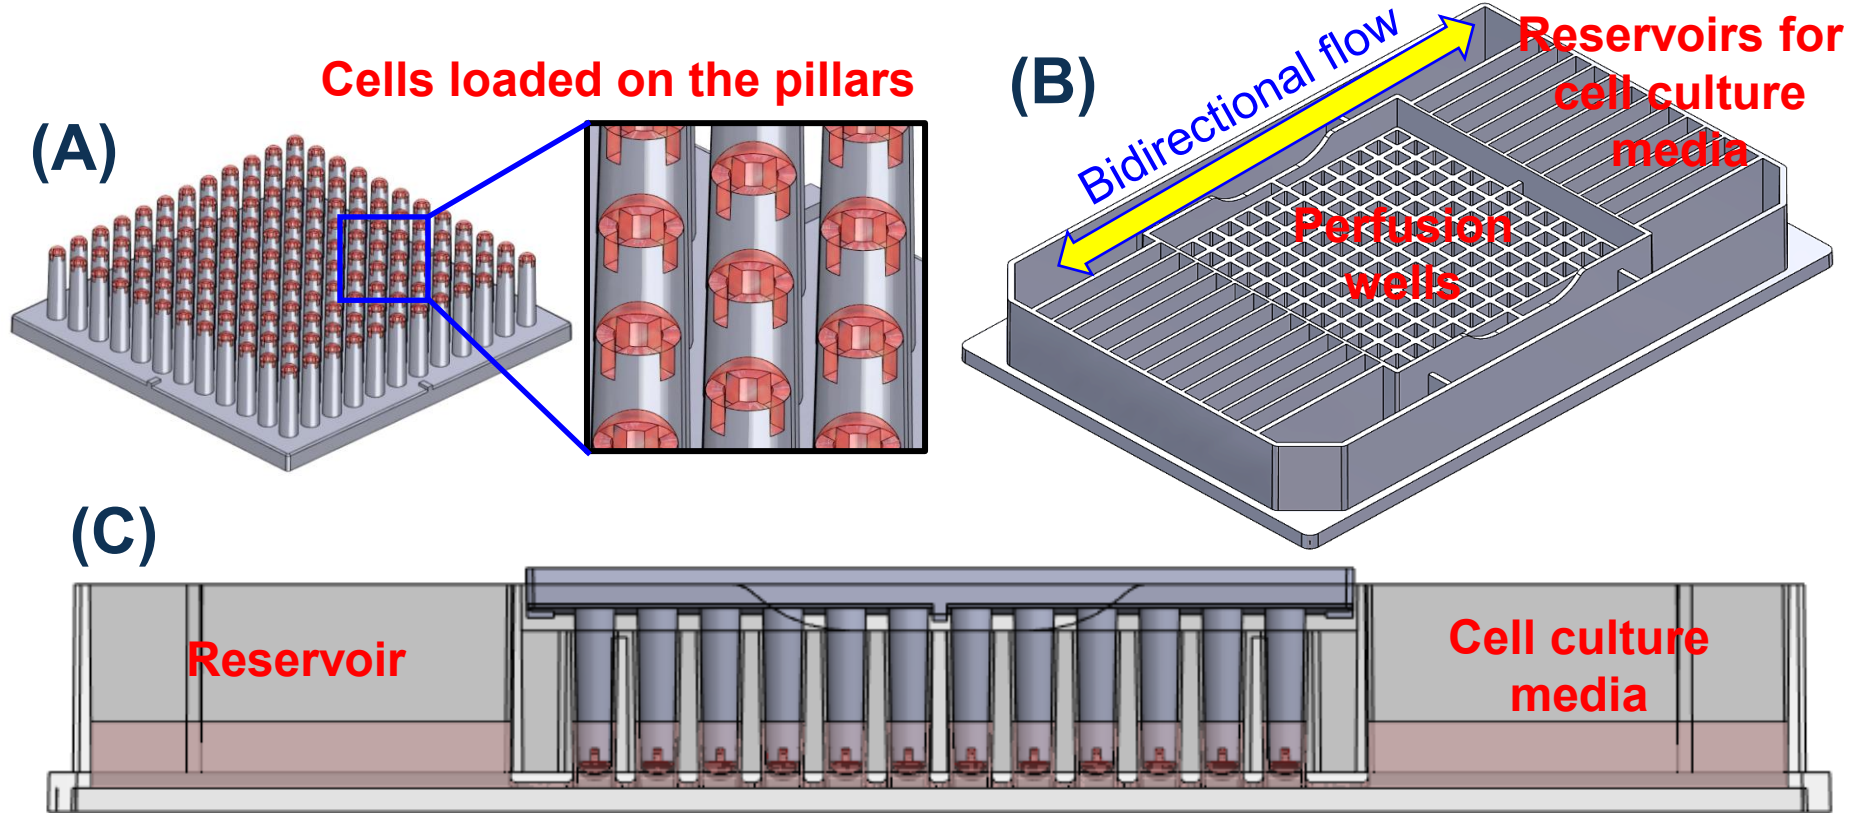 Cells loaded on the pillars
(A)
(B)
Bidirectional flow
Reservoirs for
cell culture
media
Perfusion
wells
(C)
Reservoir
Cell culture
media